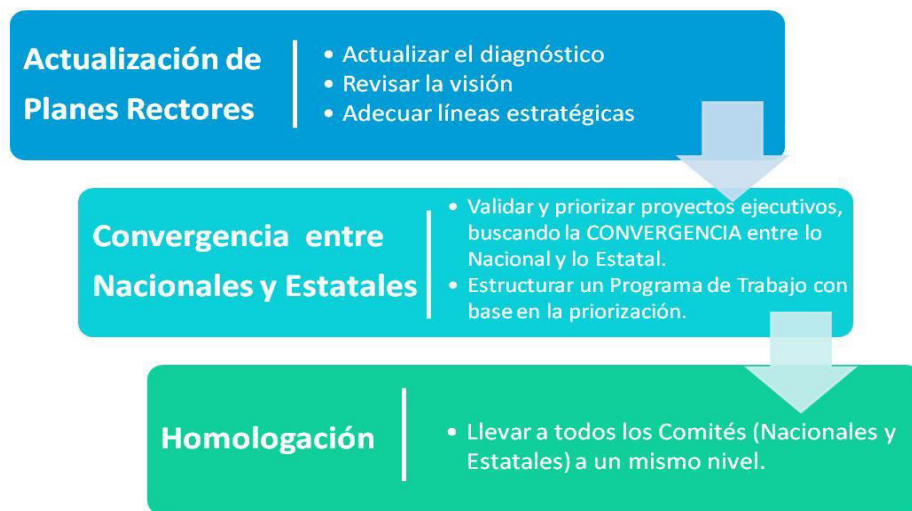 Actualización de
Planes Rectores
• Actualizar el diagnóstico
• Revisar la visión
• Adecuar líneas estratégicas
Convergencia entre
Nacionales y Estatales
• Validar y priorizar proyectos ejecutivos,
buscando la CONVERGENCIA entre lo
Nacional y lo Estatal.
• Estructurar un Programa de Trabajo con
base en la priorización.
Homologación
• Llevar a todos los Comités (Nacionales y
Estatales) a un mismo nivel.